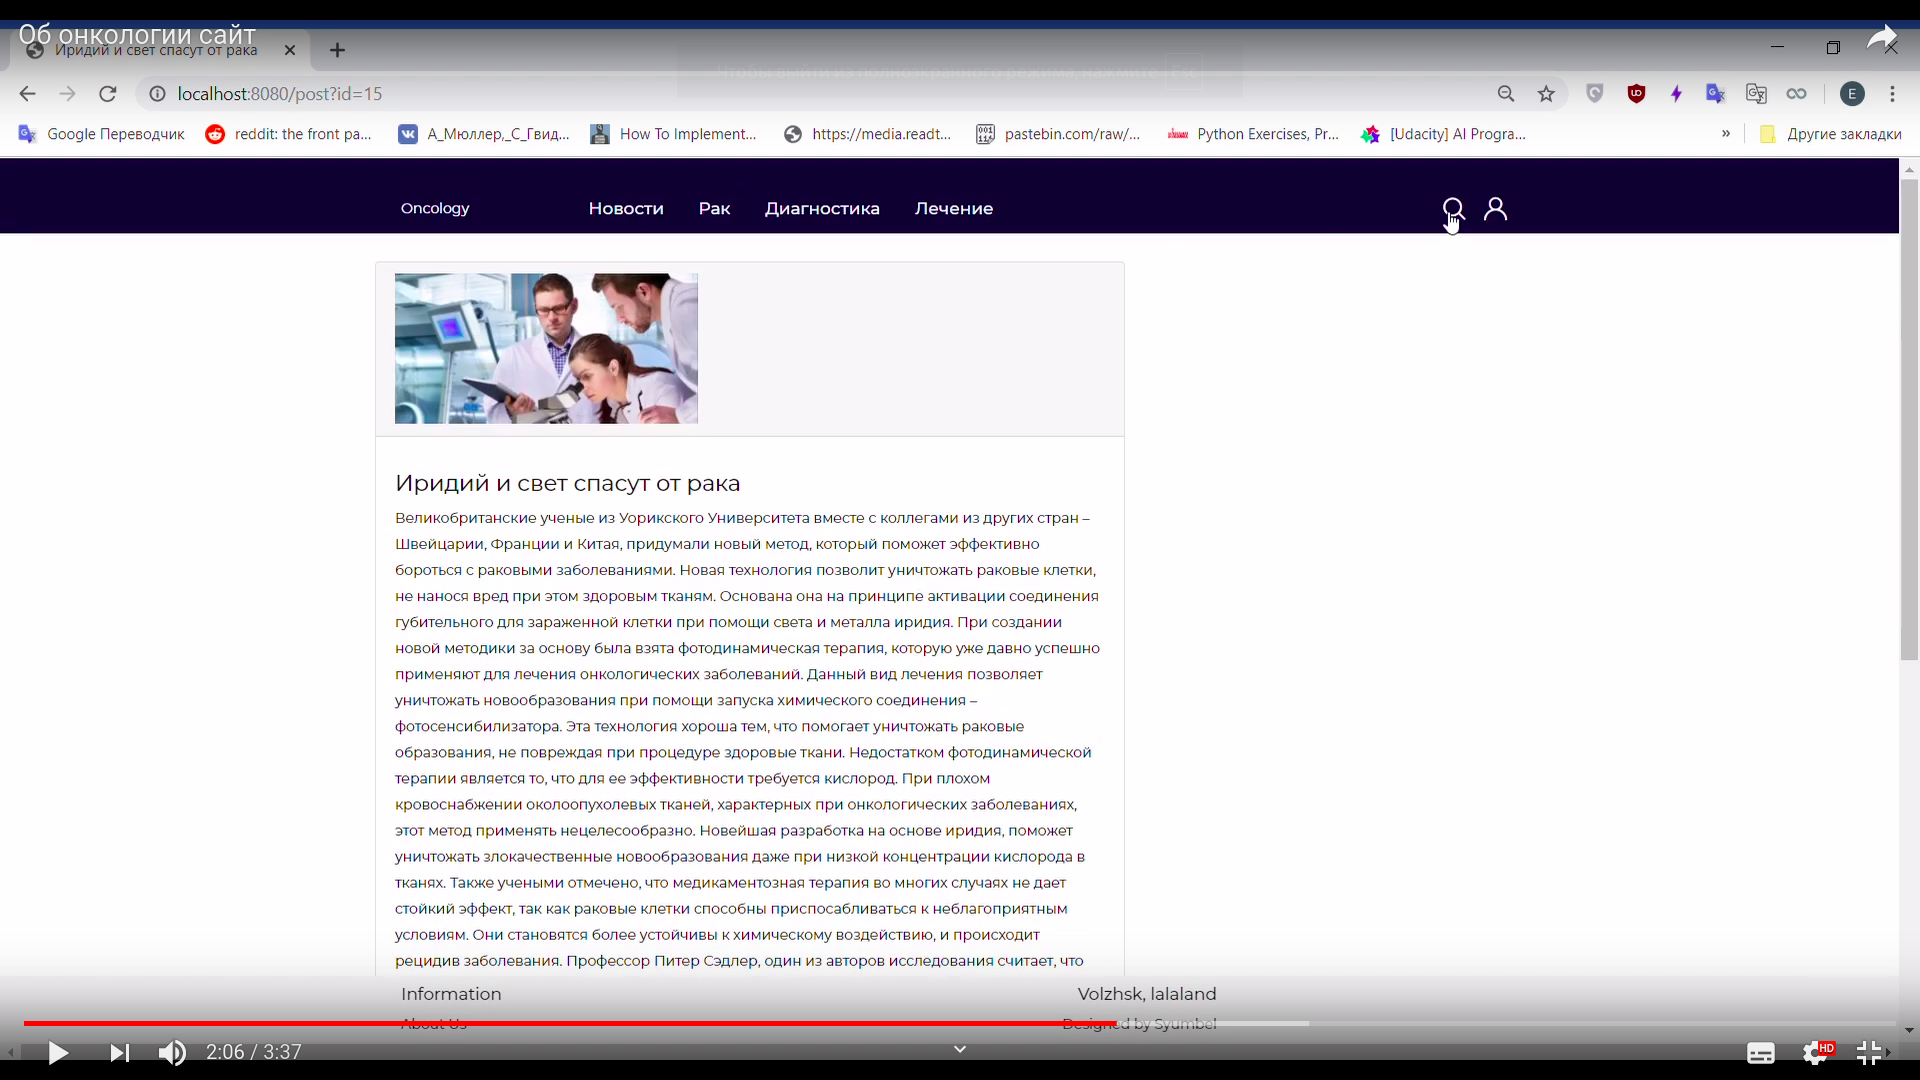 Об онкологии сайт
Иридий и свет спасут от рака
Чтобы выйти из полноэкранного режима, нажмите Esc
localhost:8080/post?id=15
E
Google Переводчик
reddit: the front pa...
А_Мюллер,_С_Гвид...
How To Implement...
https://media.readt...
pastebin.com/raw/...
Python Exercises, Pr...
[Udacity] AI Progra...
»
Другие закладки
Oncology
Новости
Рак
Диагностика
Лечение
Иридий и свет спасут от рака
Великобританские ученые из Уорикского Университета вместе с коллегами из других стран –
Швейцарии, Франции и Китая, придумали новый метод, который поможет эффективно
бороться с раковыми заболеваниями. Новая технология позволит уничтожать раковые клетки,
не нанося вред при этом здоровым тканям. Основана она на принципе активации соединения
губительного для зараженной клетки при помощи света и металла иридия. При создании
новой методики за основу была взята фотодинамическая терапия, которую уже давно успешно
применяют для лечения онкологических заболеваний. Данный вид лечения позволяет
уничтожать новообразования при помощи запуска химического соединения –
фотосенсибилизатора. Эта технология хороша тем, что помогает уничтожать раковые
образования, не повреждая при процедуре здоровые ткани. Недостатком фотодинамической
терапии является то, что для ее эффективности требуется кислород. При плохом
кровоснабжении околоопухолевых тканей, характерных при онкологических заболеваниях,
этот метод применять нецелесообразно. Новейшая разработка на основе иридия, поможет
уничтожать злокачественные новообразования даже при низкой концентрации кислорода в
тканях. Также учеными отмечено, что медикаментозная терапия во многих случаях не дает
стойкий эффект, так как раковые клетки способны приспосабливаться к неблагоприятным
условиям. Они становятся более устойчивы к химическому воздействию, и происходит
рецидив заболевания. Профессор Питер Сэдлер, один из авторов исследования считает, что
Information
Volzhsk, lalaland
About Us
Designed by Syumbel
2:06 / 3:37
HD